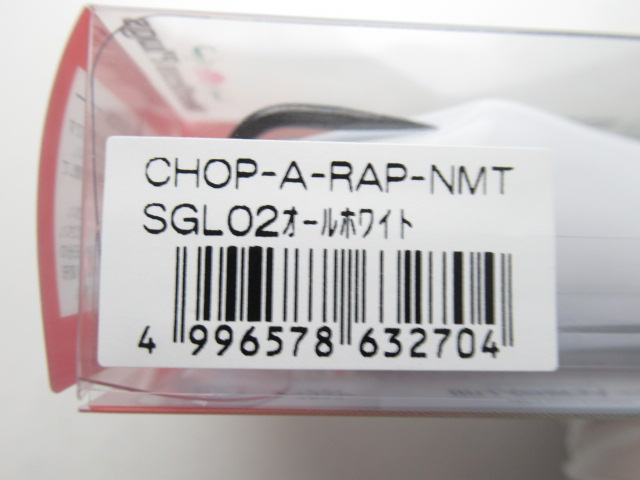 CHOP-A-RAP-NMT
SGL02ｵｰﾙﾎﾜｲﾄ
4 996578 632704